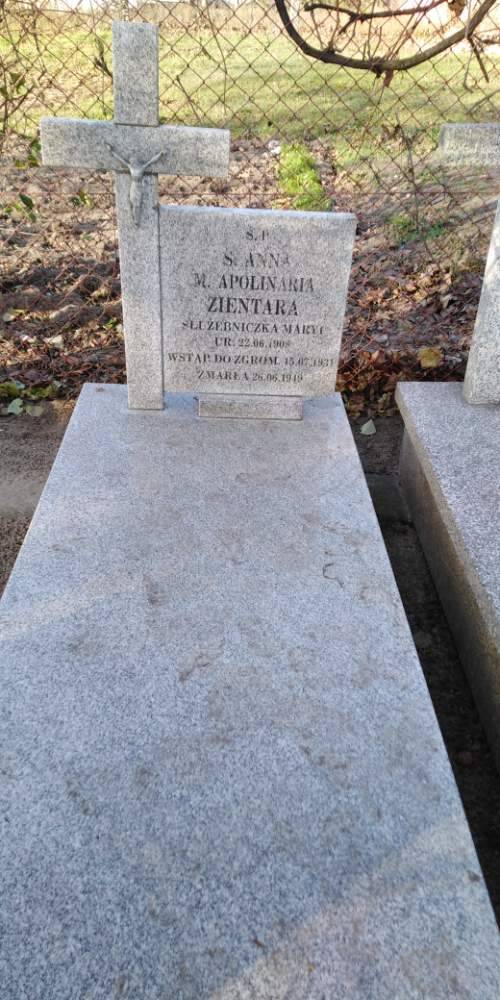 Ś. P.
S. ANNA
M. APOLINARIA
ZIENTARA
SŁUŻEBNICZKA MARYI
UR. 22.06.1908
WSTĄP. DO ZGROM. 15.07.1931
ZMARŁA 26.06.1949